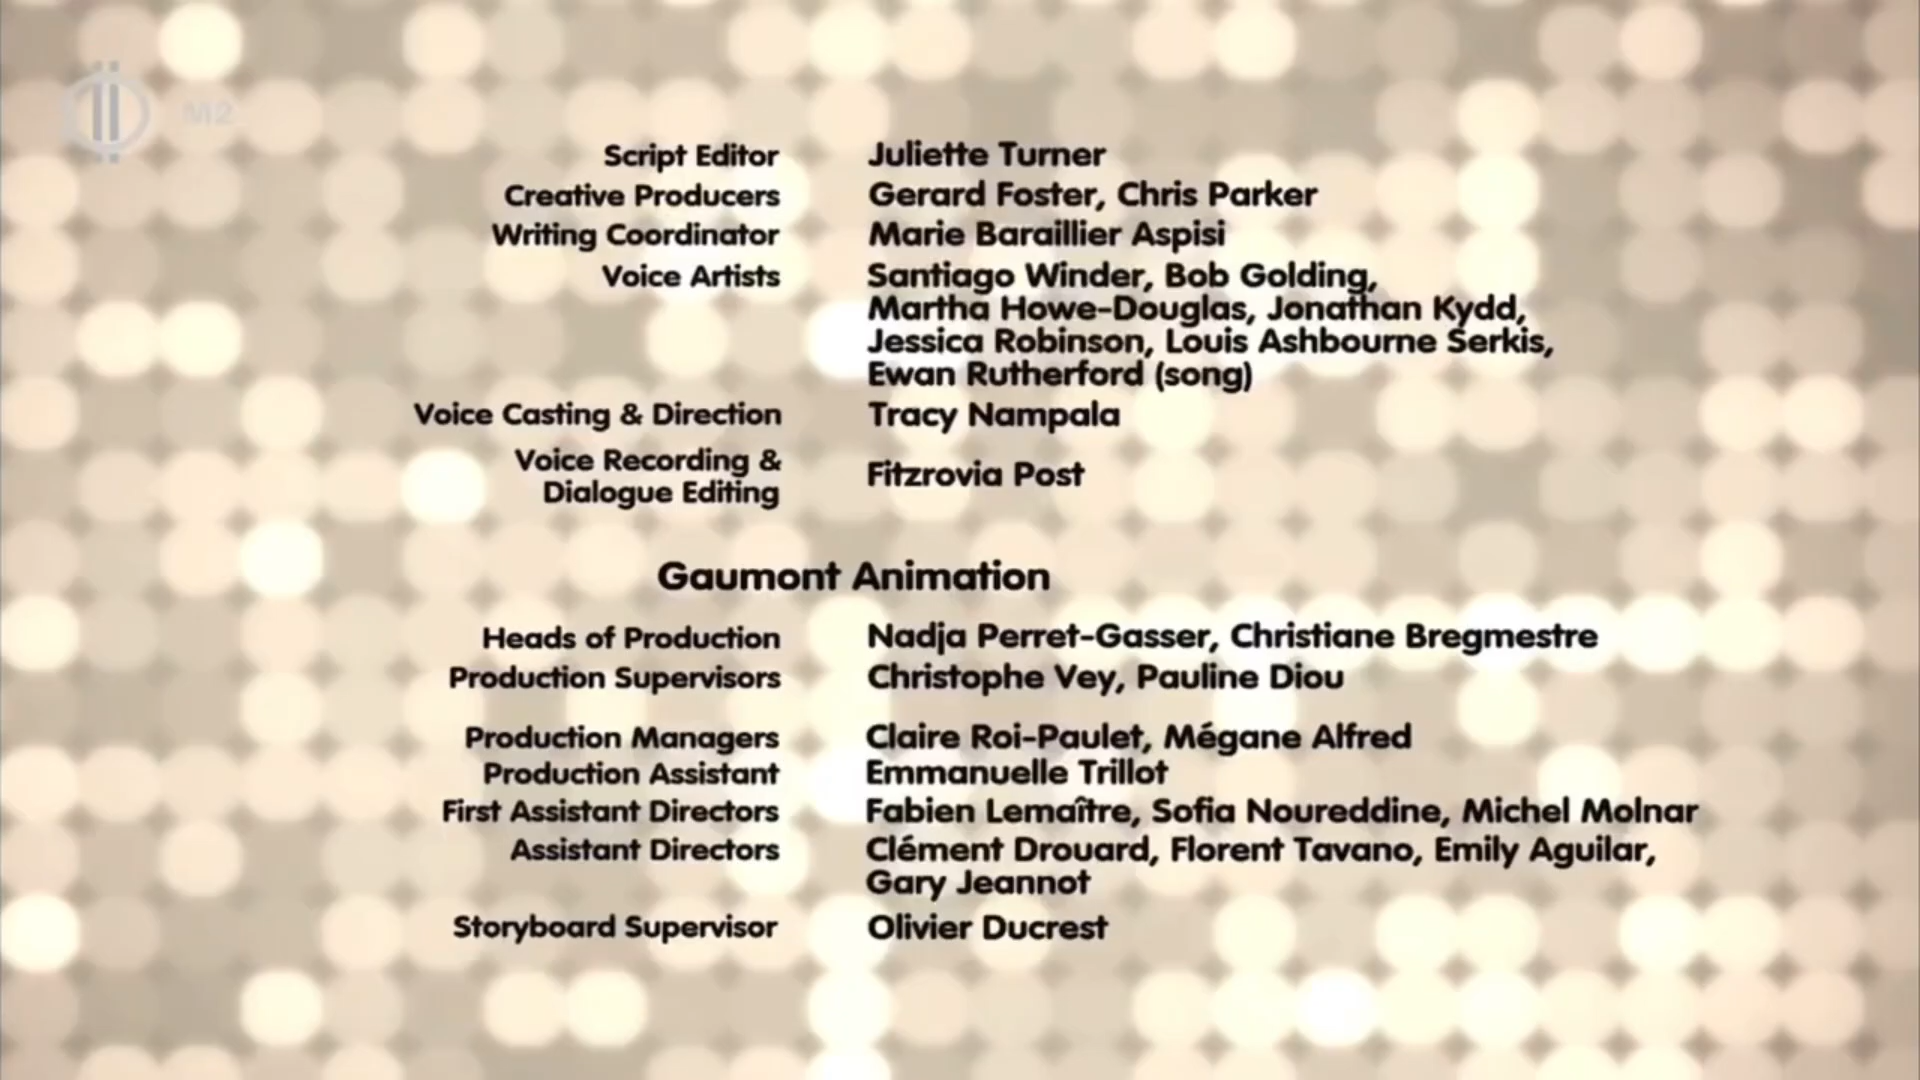 M2
Script Editor Juliette Turner
Creative Producers Gerard Foster, Chris Parker
Writing Coordinator Marie Baraillier Aspisi
Voice Artists Santiago Winder, Bob Golding,
Martha Howe-Douglas, Jonathan Kydd,
Jessica Robinson, Louis Ashbourne Serkis,
Ewan Rutherford (song)
Voice Casting & Direction Tracy Nampala
Voice Recording &
Dialogue Editing Fitzrovia Post
Gaumont Animation
Heads of Production Nadja Perret-Gasser, Christiane Bregmestre
Production Supervisors Christophe Vey, Pauline Diou
Production Managers Claire Roi-Paulet, Mégane Alfred
Production Assistant Emmanuelle Trillot
First Assistant Directors Fabien Lemaître, Sofia Noureddine, Michel Molnar
Assistant Directors Clément Drouard, Florent Tavano, Emily Aguilar,
Gary Jeannot
Storyboard Supervisor Olivier Ducrest